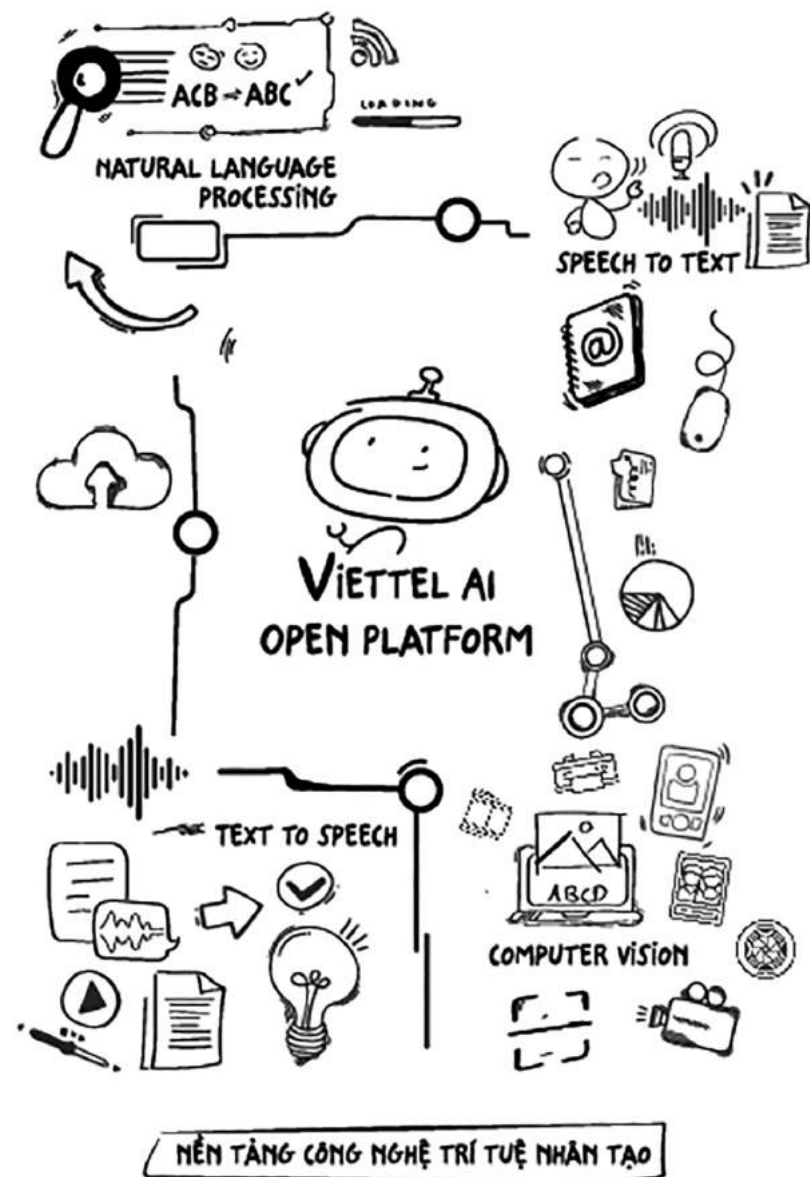 ACB ⇌ ABC
LOADING
NATURAL LANGUAGE
PROCESSING
SPEECH TO TEXT
@
ViETTEL AI
OPEN PLATFORM
TEXT TO SPEECH
ABCD
COMPUTER ViSiON
NỀN TẢNG CÔNG NGHỆ TRÍ TUỆ NHÂN TẠO